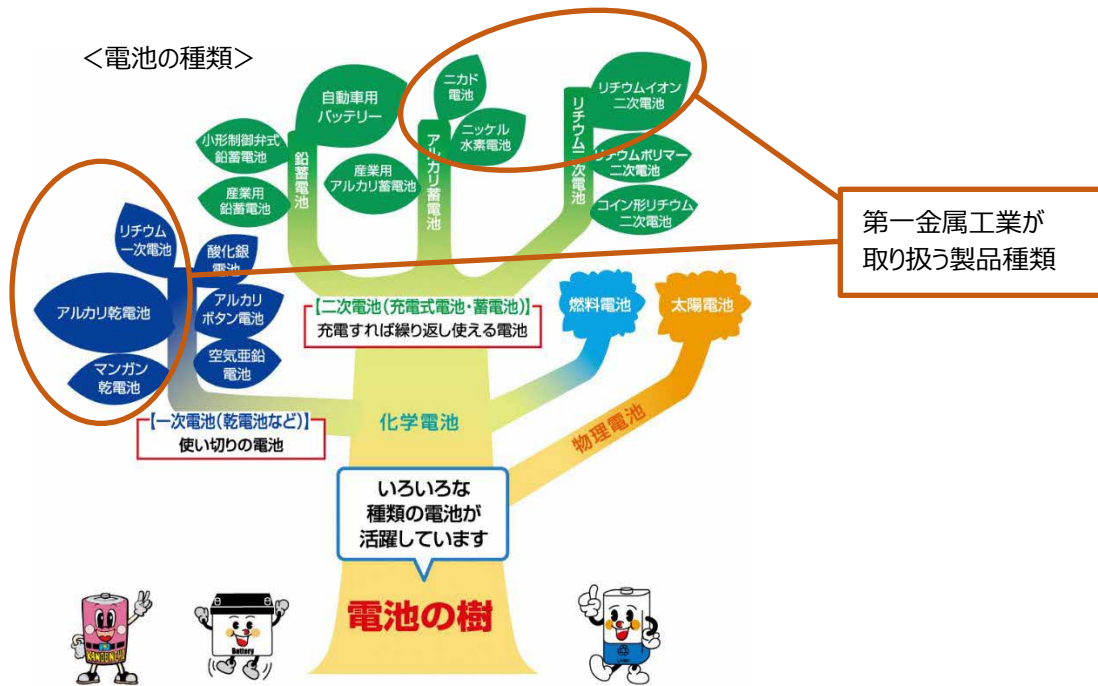 ＜電池の種類＞
自動車用
バッテリー
小形制御弁式
鉛蓄電池
産業用
鉛蓄電池
鉛蓄電池
ニカド
電池
ニッケル
水素電池
産業用
アルカリ蓄電池
アルカリ蓄電池
リチウムイオン
二次電池
リチウムポリマー
二次電池
コイン形リチウム
二次電池
リチウム二次電池
第一金属工業が
取り扱う製品種類
リチウム
一次電池
酸化銀
電池
アルカリ乾電池
アルカリ
ボタン電池
マンガン
乾電池
空気亜鉛
電池
【二次電池(充電式電池・蓄電池)】
充電すれば繰り返し使える電池
燃料電池
太陽電池
【一次電池(乾電池など)】
使い切りの電池
化学電池
物理電池
いろいろな
種類の電池が
活躍しています
電池の樹
KANDENCHI
Battery